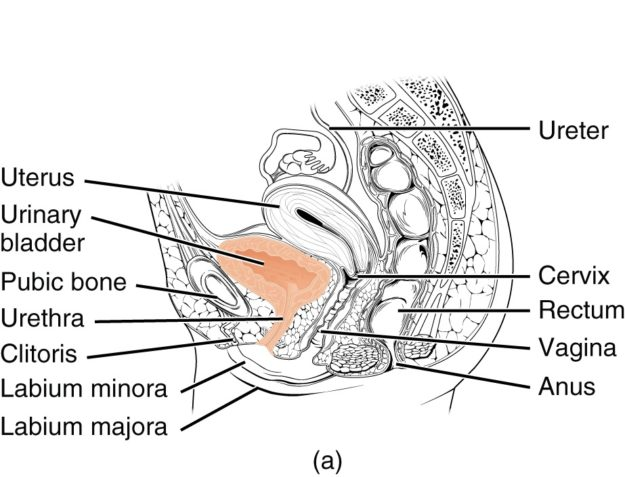 Uterus
Urinary
bladder
Pubic bone
Urethra
Clitoris
Labium minora
Labium majora
Ureter
Cervix
Rectum
Vagina
Anus
(a)